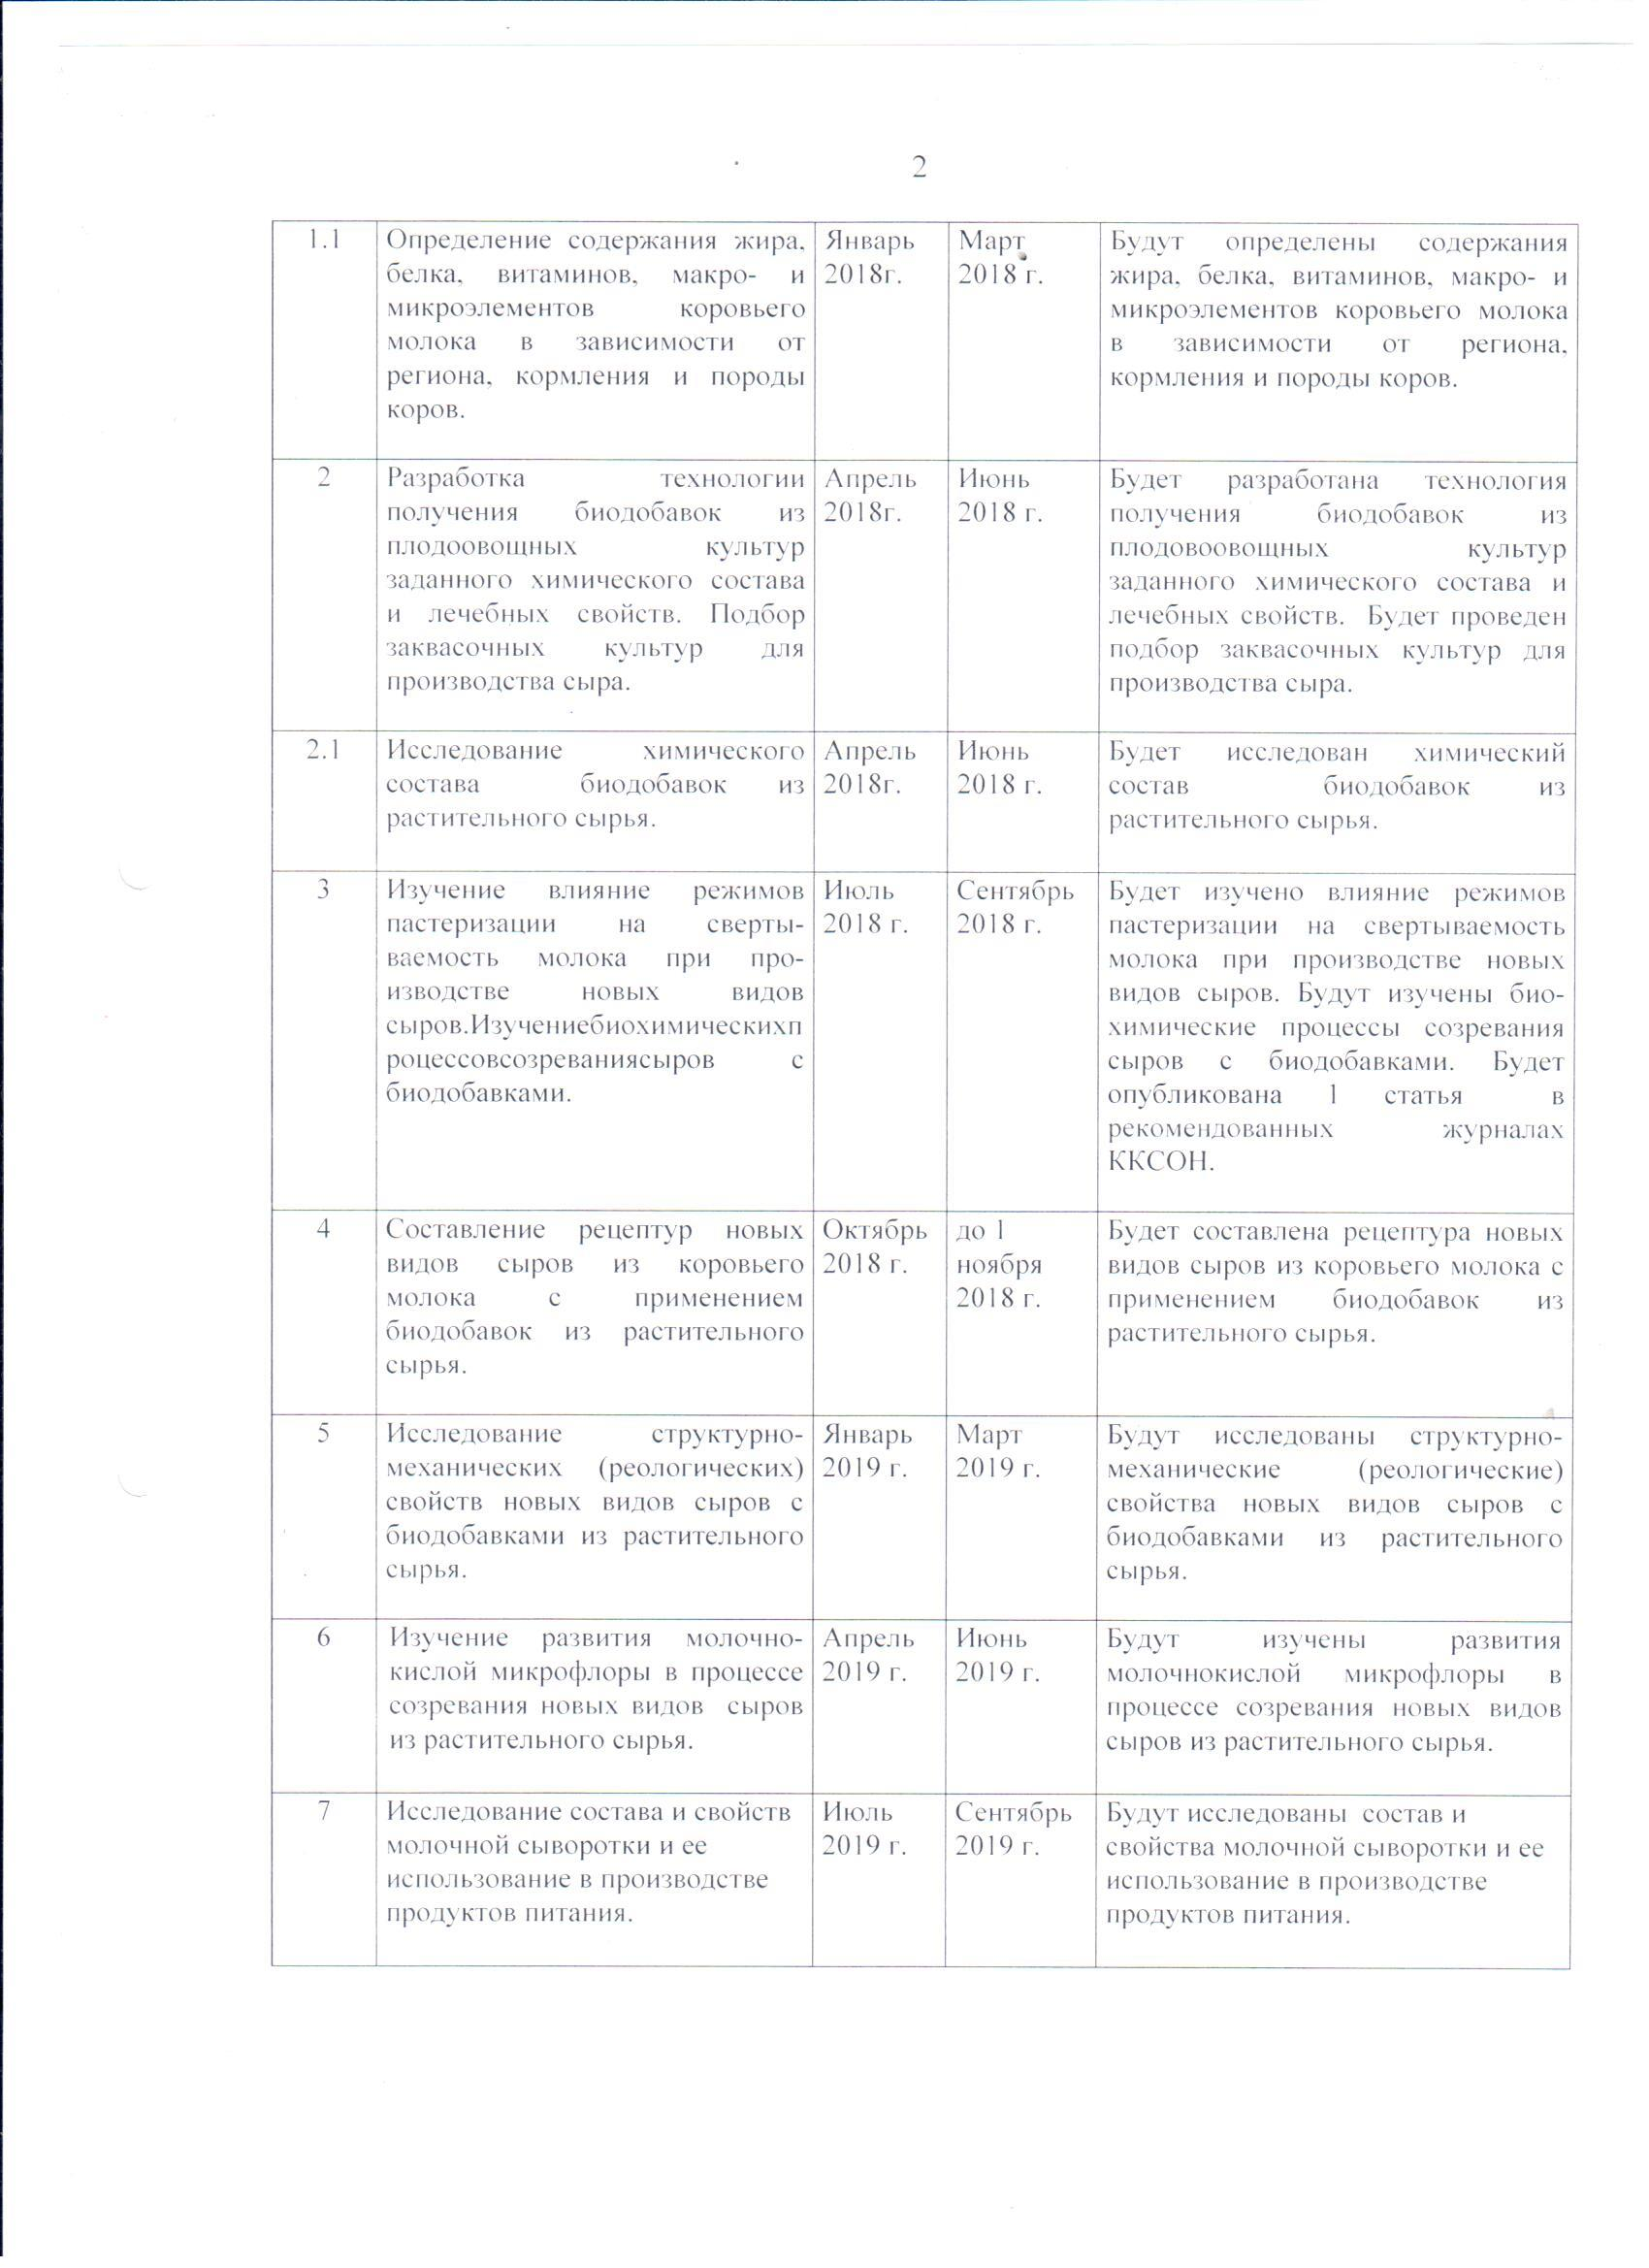 2
1.1
Определение содержания жира,
белка, витаминов, макро- и
микроэлементов коровьего
молока в зависимости от
региона, кормления и породы
коров.
Январь
2018г.
Март
2018 г.
Будут определены содержания
жира, белка, витаминов, макро- и
микроэлементов коровьего молока
в зависимости от региона,
кормления и породы коров.
2
Разработка технологии
получения биодобавок из
плодоовощных культур
заданного химического состава
и лечебных свойств. Подбор
заквасочных культур для
производства сыра.
Апрель
2018г.
Июнь
2018 г.
Будет разработана технология
получения биодобавок из
плодовоовощных культур
заданного химического состава и
лечебных свойств. Будет проведен
подбор заквасочных культур для
производства сыра.
2.1
Исследование химического
состава биодобавок из
растительного сырья.
Апрель
2018г.
Июнь
2018 г.
Будет исследован химический
состав биодобавок из
растительного сырья.
3
Изучение влияние режимов
пастеризации на сверты-
ваемость молока при про-
изводстве новых видов
сыров.Изучениебиохимическихп
роцессовсозреваниясыров с
биодобавками.
Июль
2018 г.
Сентябрь
2018 г.
Будет изучено влияние режимов
пастеризации на свертываемость
молока при производстве новых
видов сыров. Будут изучены био-
химические процессы созревания
сыров с биодобавками. Будет
опубликована 1 статья в
рекомендованных журналах
ККСОН.
4
Составление рецептур новых
видов сыров из коровьего
молока с применением
биодобавок из растительного
сырья.
Октябрь
2018 г.
до 1
ноября
2018 г.
Будет составлена рецептура новых
видов сыров из коровьего молока с
применением биодобавок из
растительного сырья.
5
Исследование структурно-
механических (реологических)
свойств новых видов сыров с
биодобавками из растительного
сырья.
Январь
2019 г.
Март
2019 г.
Будут исследованы структурно-
механические (реологические)
свойства новых видов сыров с
биодобавками из растительного
сырья.
6
Изучение развития молочно-
кислой микрофлоры в процессе
созревания новых видов сыров
из растительного сырья.
Апрель
2019 г.
Июнь
2019 г.
Будут изучены развития
молочнокислой микрофлоры в
процессе созревания новых видов
сыров из растительного сырья.
7
Исследование состава и свойств
молочной сыворотки и ее
использование в производстве
продуктов питания.
Июль
2019 г.
Сентябрь
2019 г.
Будут исследованы состав и
свойства молочной сыворотки и ее
использование в производстве
продуктов питания.